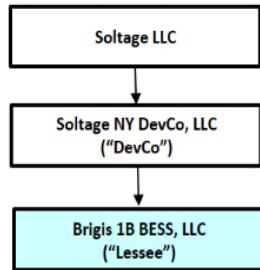 Soltage LLC
Soltage NY DevCo, LLC
(“DevCo”)
Brigis 1B BESS, LLC
(“Lessee”)